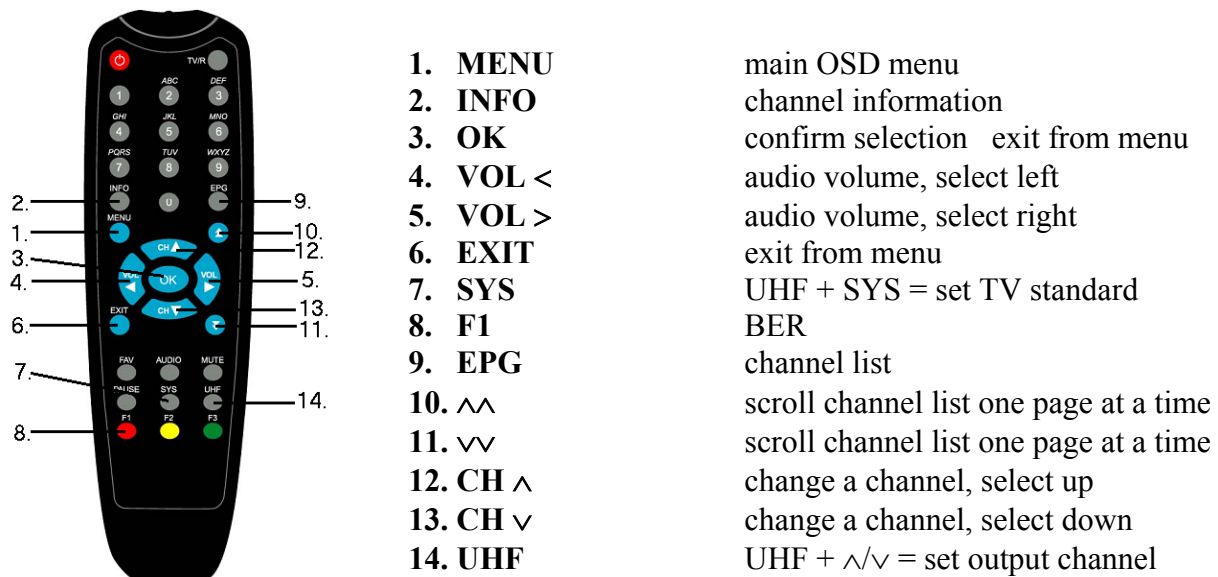 TV/R
ABC DEF
1 2 3
GHI JKL MNO
4 5 6
PQRS TUV WXYZ
7 8 9
INFO EPG
0
2. 9.
MENU
1. 10.
CH
12.
3.
VOL OK VOL
4. 5.
CH
13.
EXIT
6. 11.
FAV AUDIO MUTE
7.
PAUSE SYS UHF
14.
F1 F2 F3
8.
1. MENU main OSD menu
2. INFO channel information
3. OK confirm selection exit from menu
4. VOL < audio volume, select left
5. VOL > audio volume, select right
6. EXIT exit from menu
7. SYS UHF + SYS = set TV standard
8. F1 BER
9. EPG channel list
10. ∧∧ scroll channel list one page at a time
11. ∨∨ scroll channel list one page at a time
12. CH ∧ change a channel, select up
13. CH ∨ change a channel, select down
14. UHF UHF + ∧/∨ = set output channel